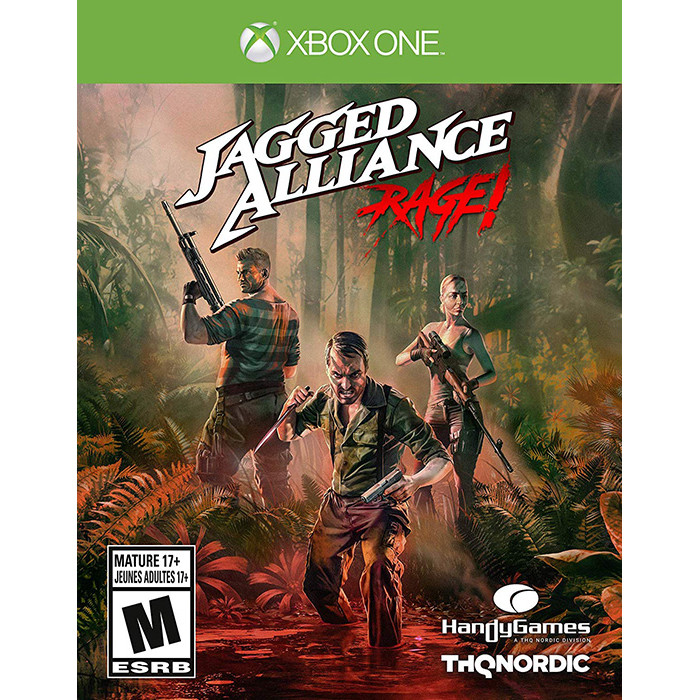 XBOX ONE
JAGGED
ALLIANCE
RAGE!
MATURE 17+
JEUNES ADULTES 17+
M
ESRB
HandyGames
A THQ NORDIC DIVISION
THQNORDIC